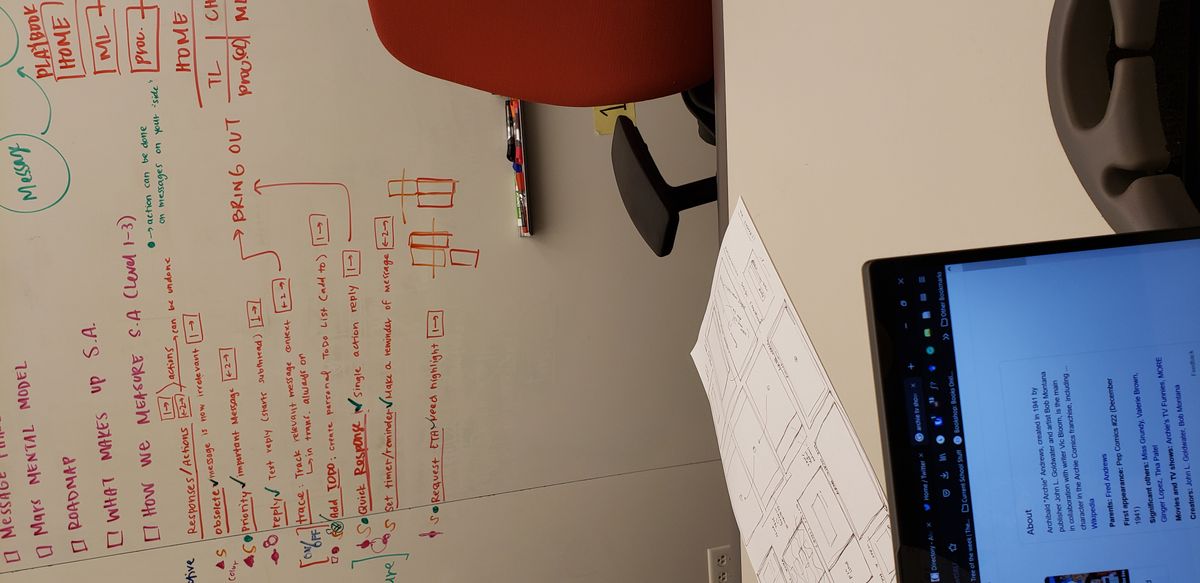 MESSAGE
Mars MENTAL MODEL
ROADMAP
WHAT MAKES UP S.A.
HOW WE MEASURE S.A (Level 1-3)
Message
PLAYBOOK
HOME
ML
Proc.
HOME
TL
ML
→ action can be done
on messages on your 'side'
Responses/Actions 1→ ←2→ actions → can be undone
S obsolete ✓ message is now irrelevant 1→
color
S Priority ✓ important Message ←2→
reply ✓ Text reply (starts subthread) 1→
ON/OFF
trace: Track relevant message context ←2→
in trans. always on
BRING OUT
Add TODO: create personal ToDo List (add to) 1→
S Quick Response ✓ Single action reply 1→
S Set timer/reminder ✓ Make a reminder of message ←2→
S Request ETA ✓ Need highlight 1→
1
Directory - Al
Home / Twitter
archie tv show
Tree of the week | The...
Current School Stuff
Bookshop: Books Distr...
Other Bookmarks
About
Archibald "Archie" Andrews, created in 1941 by
publisher John L. Goldwater and artist Bob Montana
in collaboration with writer Vic Bloom, is the main
character in the Archie Comics franchise, including ...
Wikipedia
Parents: Fred Andrews
First appearance: Pep Comics #22 (December
1941)
Significant others: Miss Grundy, Valerie Brown,
Ginger Lopez, Tina Patel
Movies and TV shows: Archie's TV Funnies, MORE
Creators: John L. Goldwater, Bob Montana
Feedback